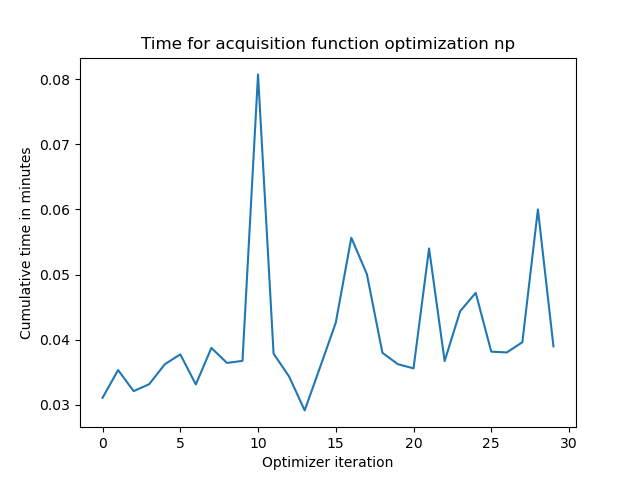 Time for acquisition function optimization np
Cumulative time in minutes
0.08
0.07
0.06
0.05
0.04
0.03
0 5 10 15 20 25 30
Optimizer iteration